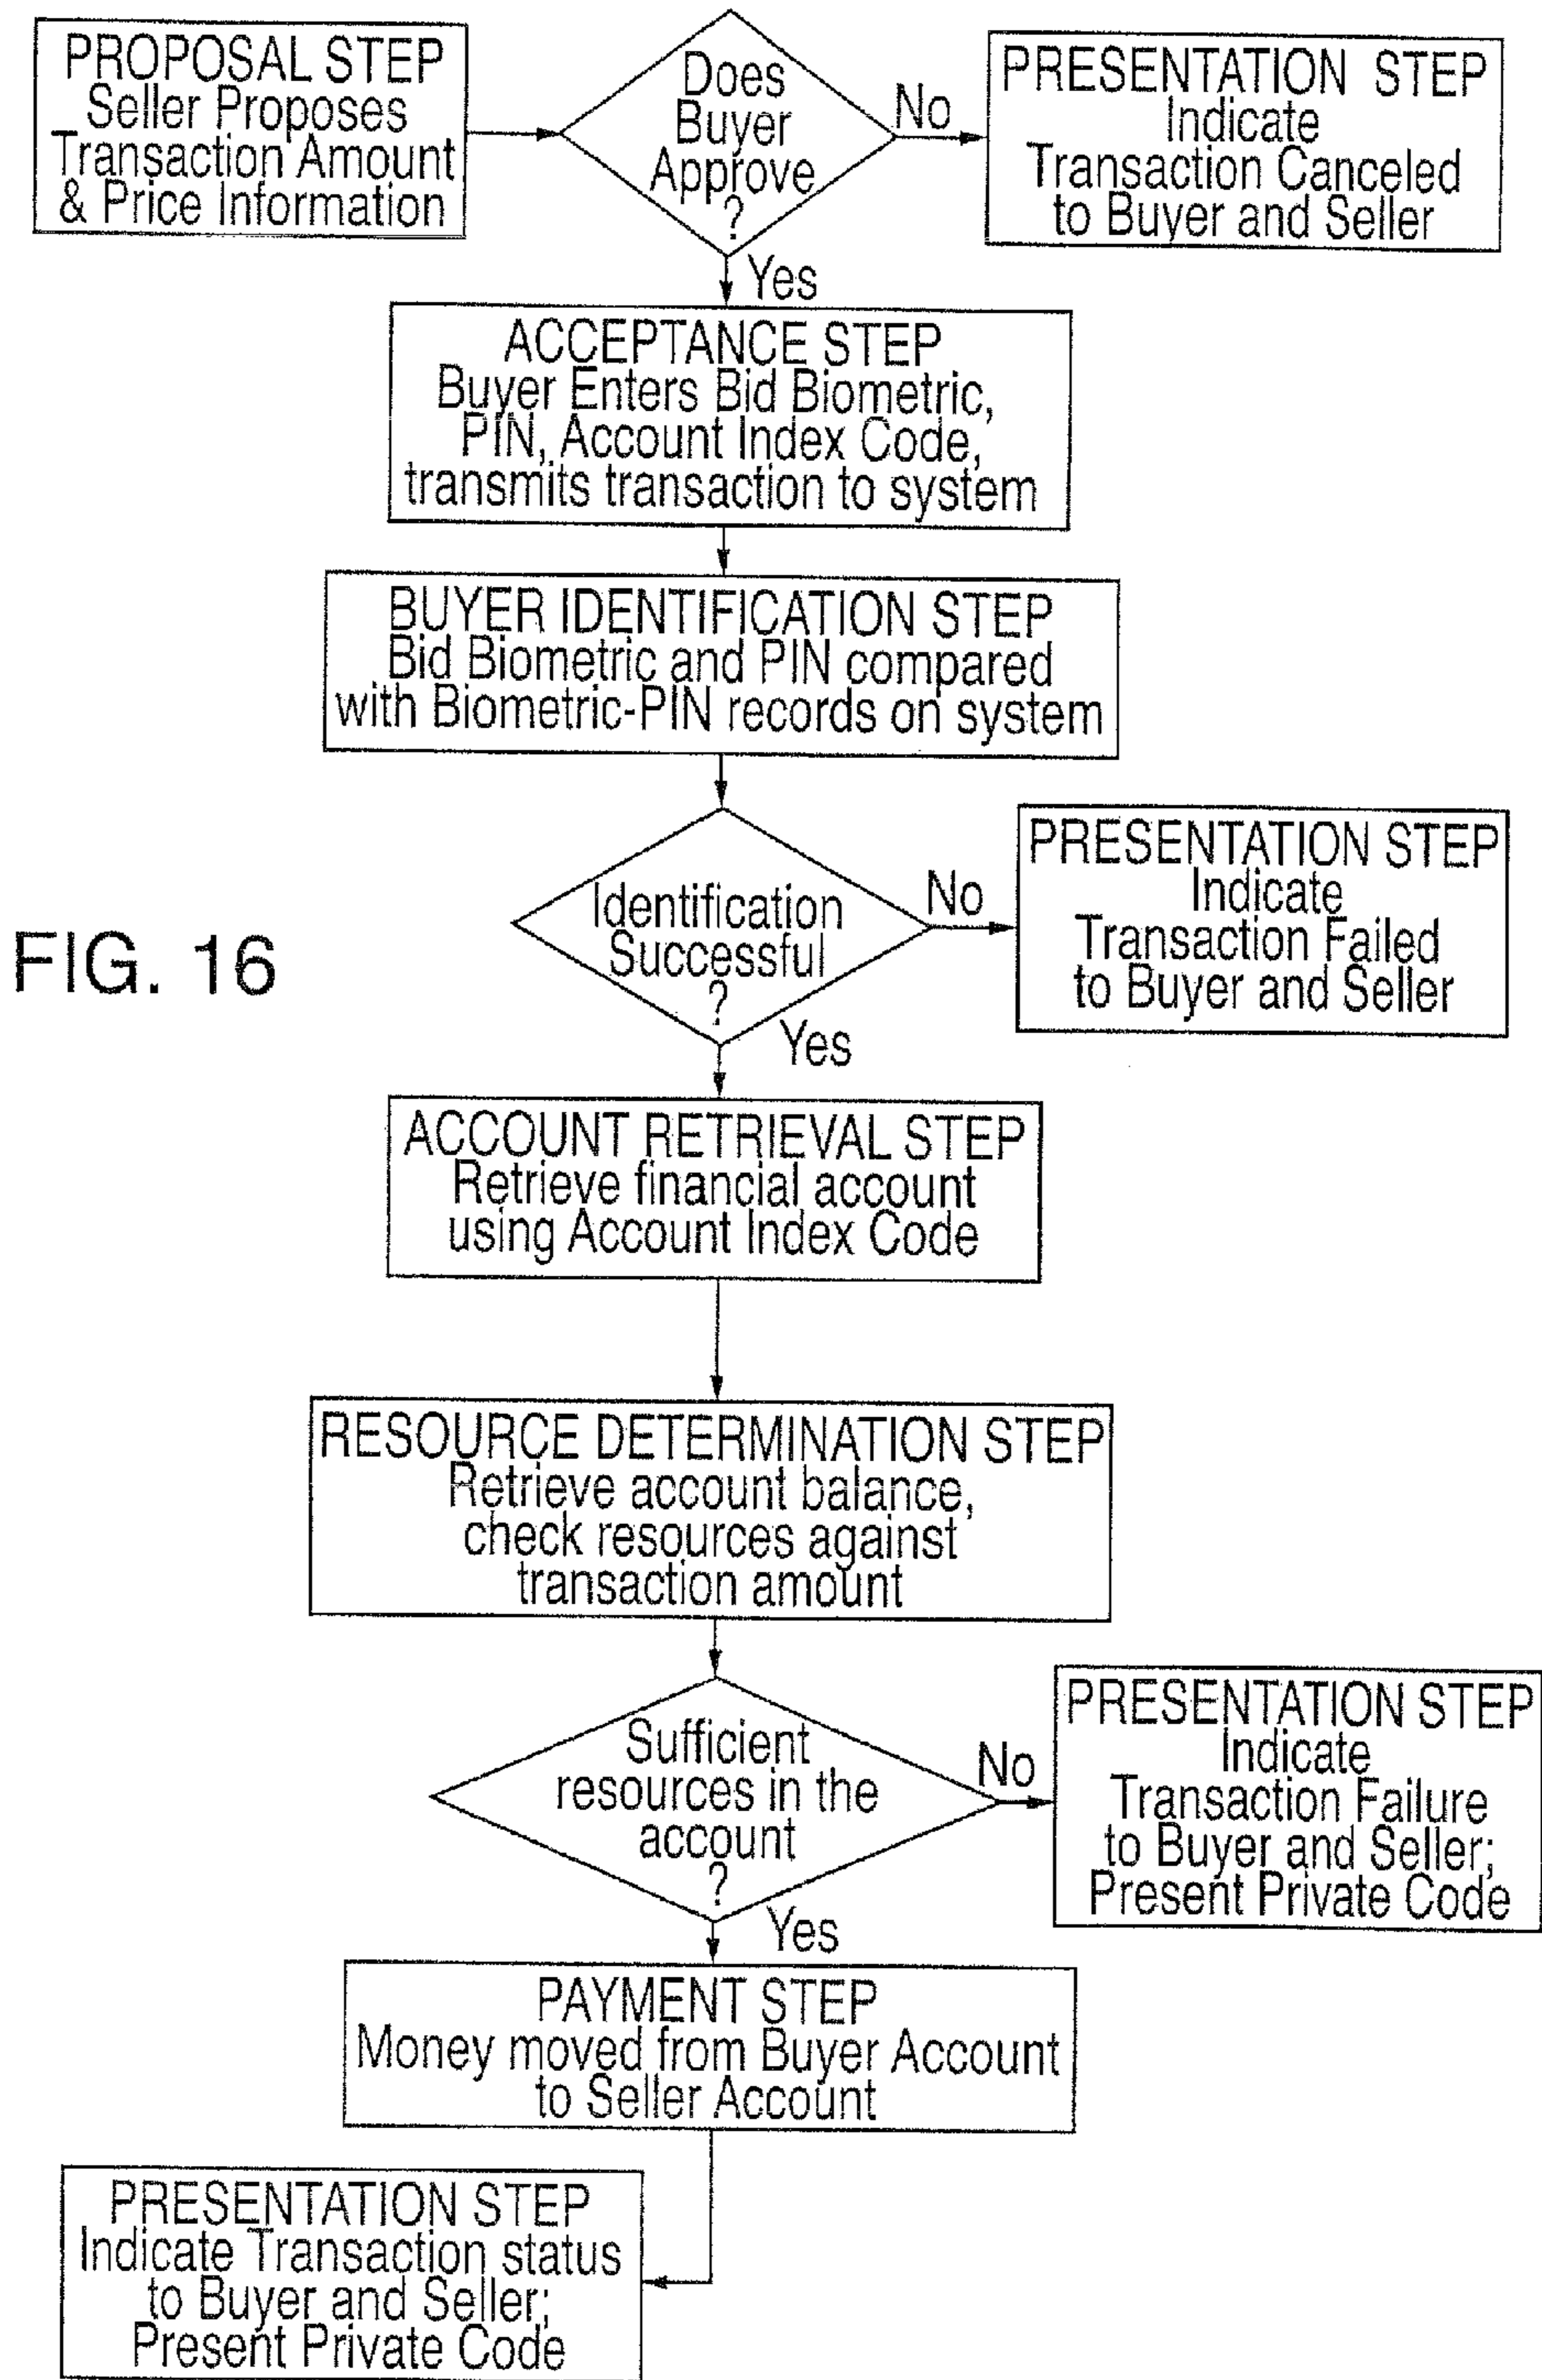 PROPOSAL STEP
Seller Proposes
Transaction Amount
& Price Information
Does
Buyer
Approve
?
No
PRESENTATION STEP
Indicate
Transaction Canceled
to Buyer and Seller
Yes
ACCEPTANCE STEP
Buyer Enters Bid Biometric,
PIN, Account Index Code,
transmits transaction to system
BUYER IDENTIFICATION STEP
Bid Biometric and PIN compared
with Biometric-PIN records on system
Identification
Successful
?
No
PRESENTATION STEP
Indicate
Transaction Failed
to Buyer and Seller
FIG. 16
Yes
ACCOUNT RETRIEVAL STEP
Retrieve financial account
using Account Index Code
RESOURCE DETERMINATION STEP
Retrieve account balance,
check resources against
transaction amount
Sufficient
resources in the
account
?
No
PRESENTATION STEP
Indicate
Transaction Failure
to Buyer and Seller;
Present Private Code
Yes
PAYMENT STEP
Money moved from Buyer Account
to Seller Account
PRESENTATION STEP
Indicate Transaction status
to Buyer and Seller;
Present Private Code